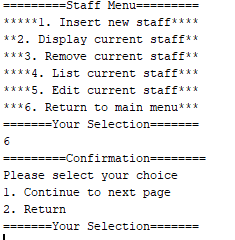 =========Staff Menu=========
*****1. Insert new staff****
**2. Display current staff**
***3. Remove current staff**
****4. List current staff***
****5. Edit current staff***
***6. Return to main menu***
=======Your Selection=======
6
=========Confirmation========
Please select your choice
1. Continue to next page
2. Return
=======Your Selection=======